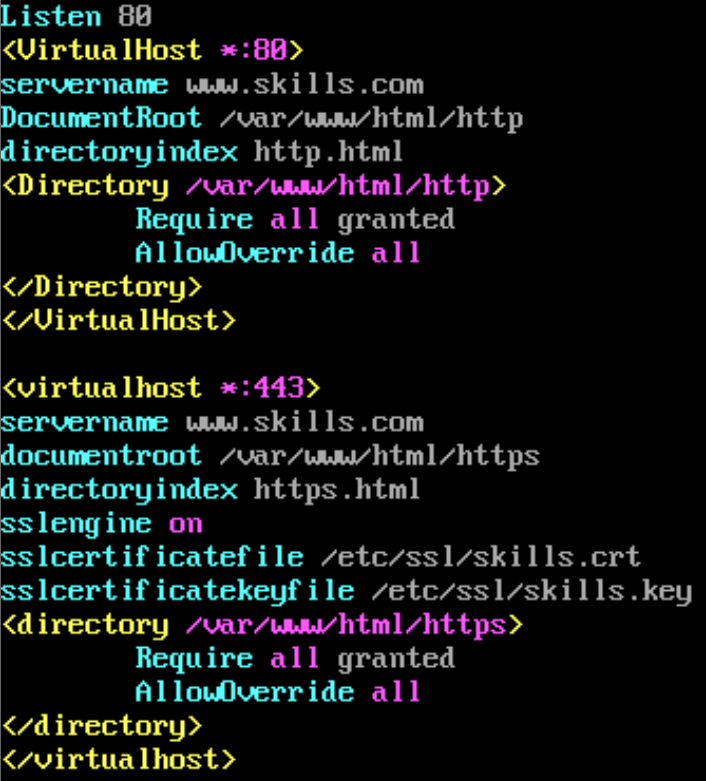 Listen 80
<VirtualHost *:80>
servername www.skills.com
DocumentRoot /var/www/html/http
directoryindex http.html
<Directory /var/www/html/http>
        Require all granted
        AllowOverride all
</Directory>
</VirtualHost>

<virtualhost *:443>
servername www.skills.com
documentroot /var/www/html/https
directoryindex https.html
sslengine on
sslcertificatefile /etc/ssl/skills.crt
sslcertificatekeyfile /etc/ssl/skills.key
<directory /var/www/html/https>
        Require all granted
        AllowOverride all
</directory>
</virtualhost>